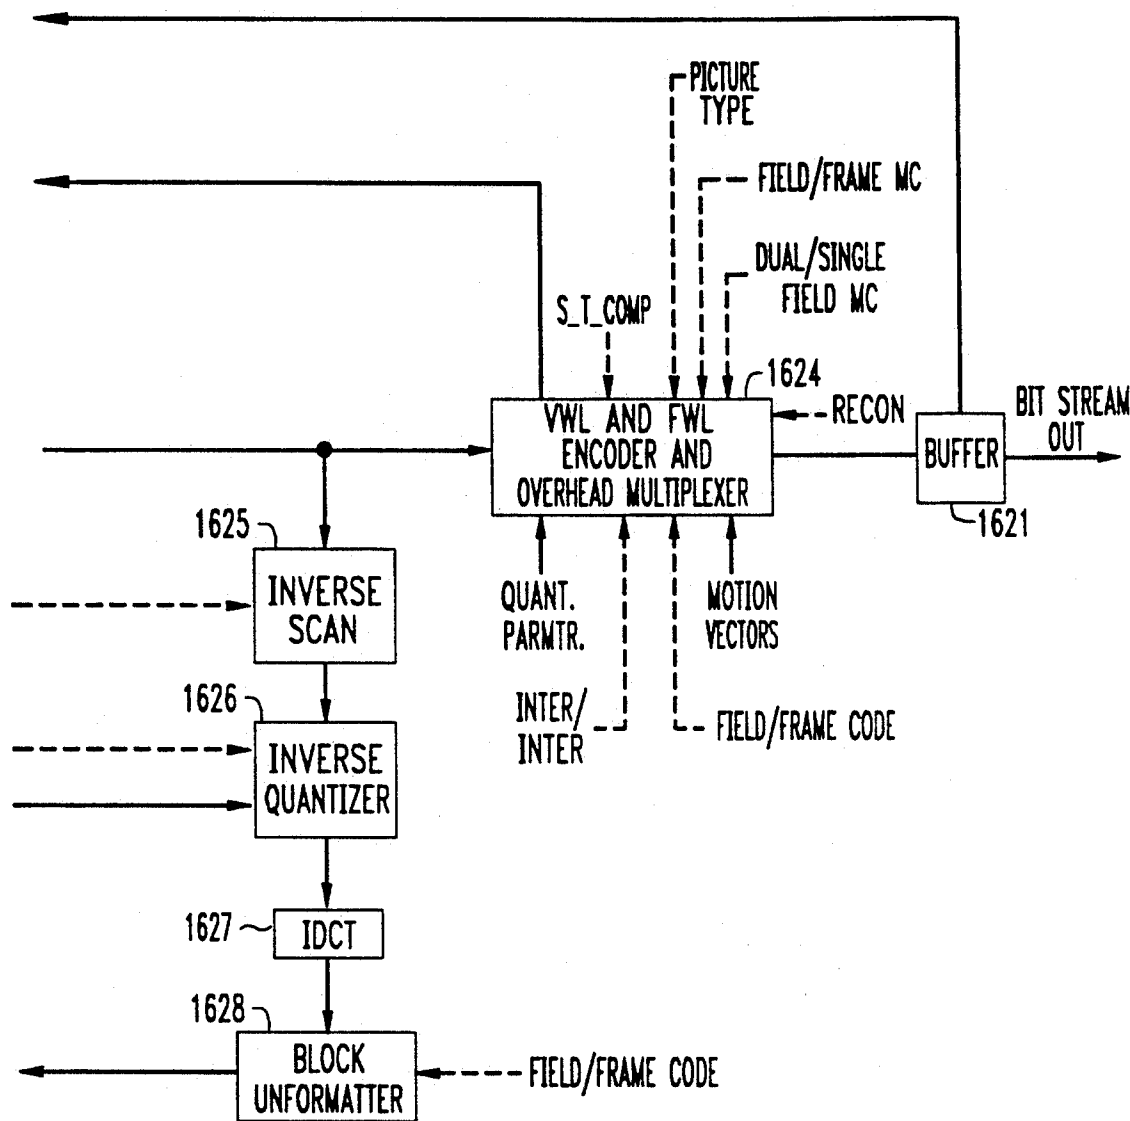 PICTURE
TYPE
FIELD/FRAME MC
DUAL/SINGLE
FIELD MC
S_T_COMP
1624
VWL AND FWL
ENCODER AND
OVERHEAD MULTIPLEXER
RECON
BUFFER
1621
BIT STREAM
OUT
1625
INVERSE
SCAN
QUANT.
PARMTR.
MOTION
VECTORS
INTER/
INTER
FIELD/FRAME CODE
1626
INVERSE
QUANTIZER
1627
IDCT
1628
BLOCK
UNFORMATTER
FIELD/FRAME CODE